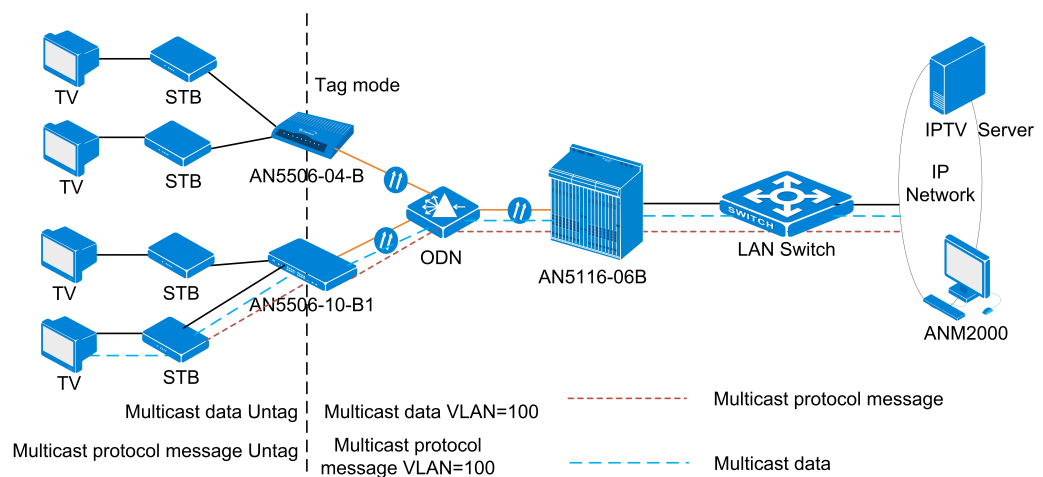 Tag mode
TV
STB
TV
STB
AN5506-04-B
IPTV Server
IP
Network
SWITCH
LAN Switch
ODN
AN5116-06B
TV
STB
AN5506-10-B1
ANM2000
TV
STB
Multicast data Untag
Multicast data VLAN=100
Multicast protocol message
Multicast protocol message Untag
Multicast protocol
message VLAN=100
Multicast data